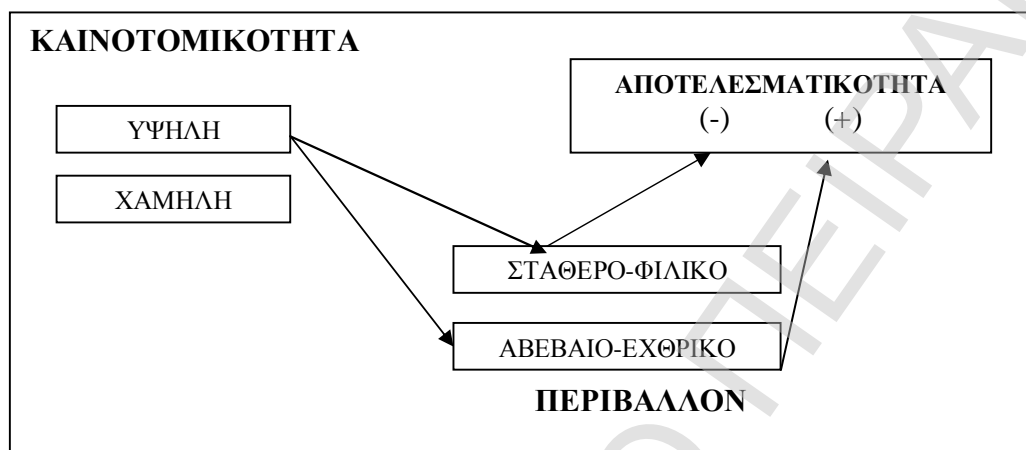 ΚΑΙΝΟΤΟΜΙΚΟΤΗΤΑ
ΑΠΟΤΕΛΕΣΜΑΤΙΚΟΤΗΤΑ
(-) (+)
ΥΨΗΛΗ
ΧΑΜΗΛΗ
ΣΤΑΘΕΡΟ-ΦΙΛΙΚΟ
ΑΒΕΒΑΙΟ-ΕΧΘΡΙΚΟ
ΠΕΡΙΒΑΛΛΟΝ